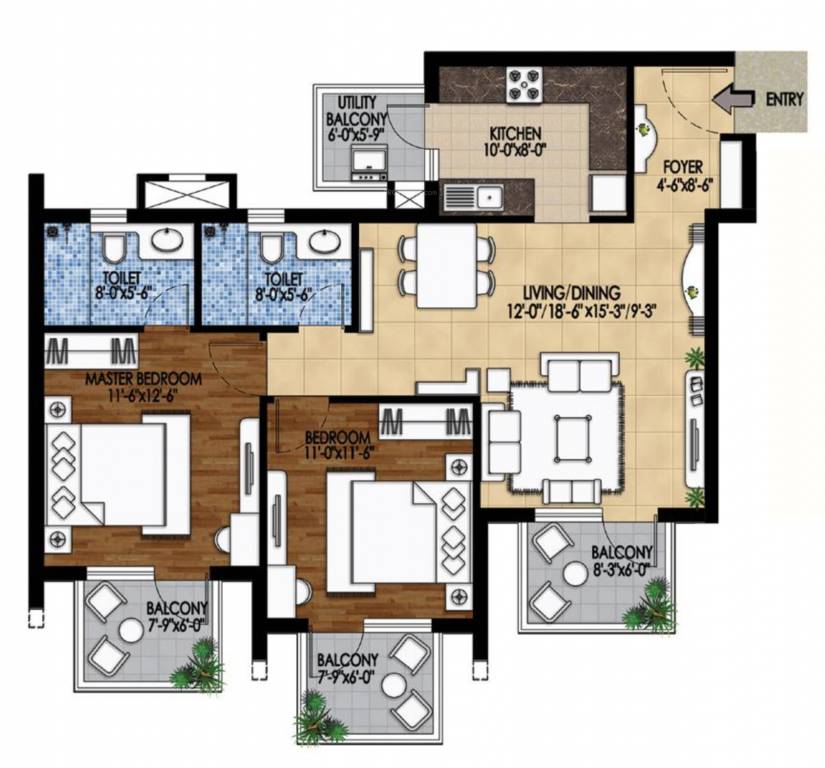 ENTRY
UTILITY
BALCONY
6'-0"x5'-9"
KITCHEN
10'-0"x8'-0"
FOYER
4'-6"x8'-6"
TOILET
8'-0"x5'-6"
TOILET
8'-0"x5'-6"
LIVING/DINING
12'-0"/18'-6"x15'-3"/9'-3"
MASTER BEDROOM
11'-6"x12'-6"
BEDROOM
11'-0"x11'-6"
BALCONY
8'-3"x6'-0"
BALCONY
7'-9"x6'-0"
BALCONY
7'-9"x6'-0"